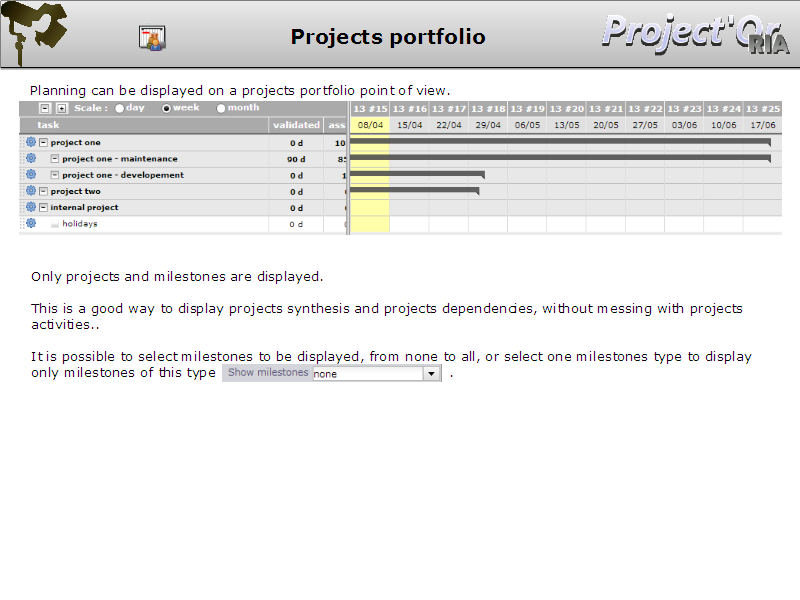 Projects portfolio
Project'Or
RIA
Planning can be displayed on a projects portfolio point of view.
Scale : day week month 13 #15 13 #16 13 #17 13 #18 13 #19 13 #20 13 #21 13 #22 13 #23 13 #24 13 #25
task validated ass 08/04 15/04 22/04 29/04 06/05 13/05 20/05 27/05 03/06 10/06 17/06
project one 0 d 10
project one - maintenance 90 d 85
project one - developement 0 d 1
project two 0 d
internal project 0 d
holidays 0 d
Only projects and milestones are displayed.
This is a good way to display projects synthesis and projects dependencies, without messing with projects
activities..
It is possible to select milestones to be displayed, from none to all, or select one milestones type to display
only milestones of this type Show milestones none .